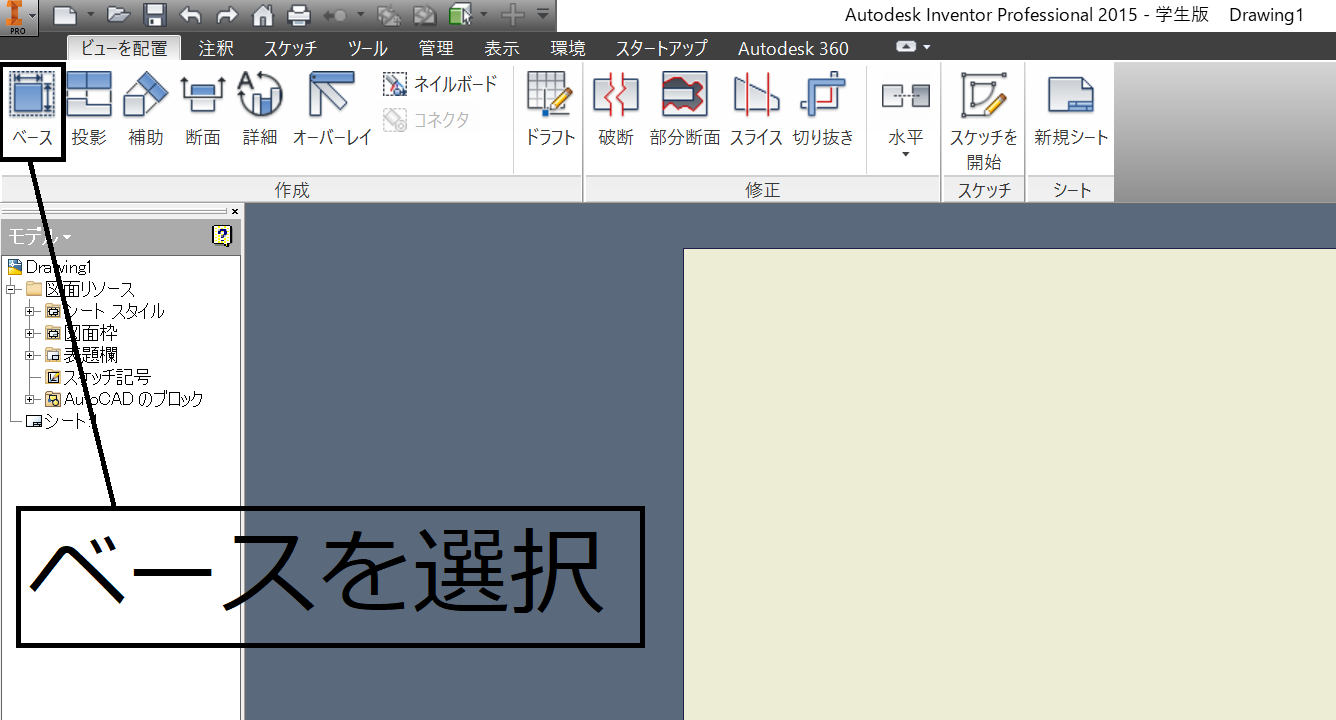 PRO
Autodesk Inventor Professional 2015 - 学生版 Drawing1
ビューを配置 注釈 スケッチ ツール 管理 表示 環境 スタートアップ Autodesk 360
ベース 投影 補助 断面 詳細 オーバーレイ ネイルボード コネクタ ドラフト 破断 部分断面 スライス 切り抜き 水平 スケッチを開始 新規シート
作成 修正 スケッチ シート
モデル
Drawing1
図面リソース
シート スタイル
図面枠
表題欄
スケッチ記号
AutoCAD のブロック
シート:1
ベースを選択